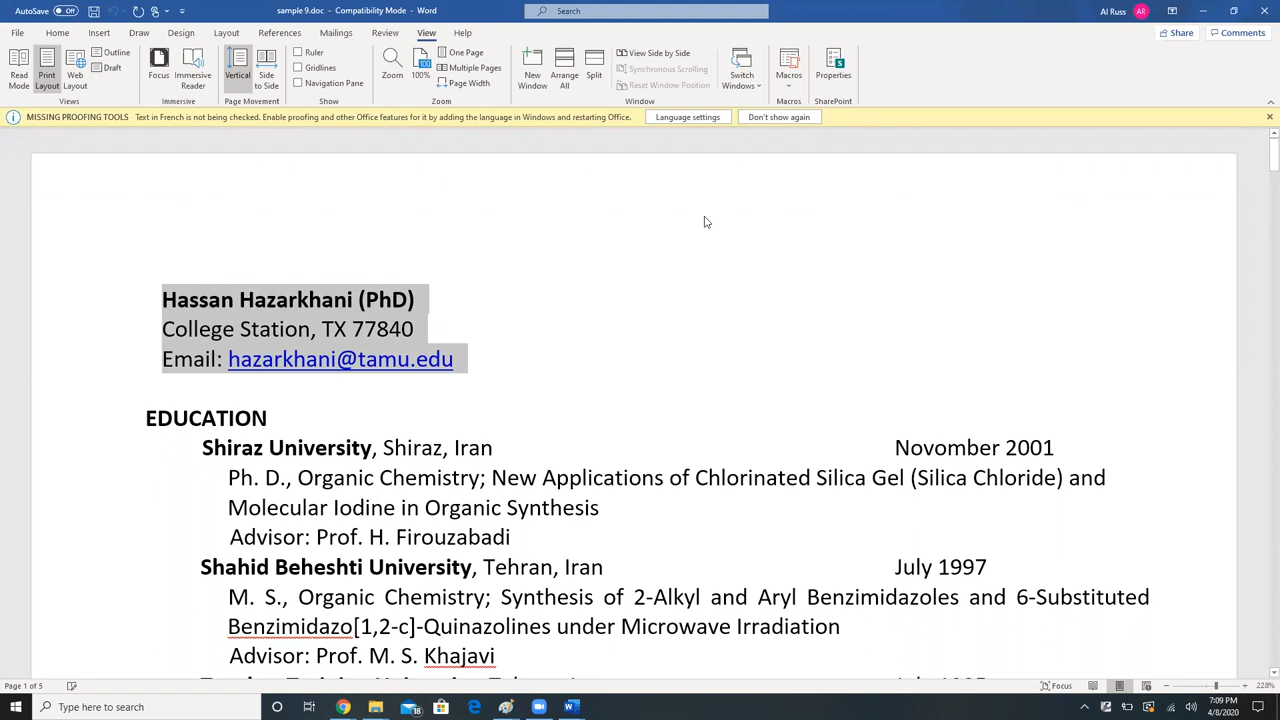 AutoSave Off sample 9.doc - Compatibility Mode - Word Search Al Russ AR
File Home Insert Draw Design Layout References Mailings Review View Help Share Comments
Read Mode Print Layout Web Layout Outline Draft Focus Immersive Reader Vertical Side to Side Ruler Gridlines Navigation Pane Zoom 100 100% One Page Multiple Pages Page Width New Window Arrange All Split View Side by Side Synchronous Scrolling Reset Window Position Switch Windows Macros Properties
Views Immersive Page Movement Show Zoom Window Macros SharePoint
MISSING PROOFING TOOLS Text in French is not being checked. Enable proofing and other Office features for it by adding the language in Windows and restarting Office. Language settings Don't show again
Hassan Hazarkhani (PhD)
College Station, TX 77840
Email: hazarkhani@tamu.edu
EDUCATION
Shiraz University, Shiraz, Iran November 2001
Ph. D., Organic Chemistry; New Applications of Chlorinated Silica Gel (Silica Chloride) and
Molecular Iodine in Organic Synthesis
Advisor: Prof. H. Firouzabadi
Shahid Beheshti University, Tehran, Iran July 1997
M. S., Organic Chemistry; Synthesis of 2-Alkyl and Aryl Benzimidazoles and 6-Substituted
Benzimidazo[1,2-c]-Quinazolines under Microwave Irradiation
Advisor: Prof. M. S. Khajavi
Page 1 of 5 Focus 228%
Type here to search 18 7:09 PM
4/8/2020